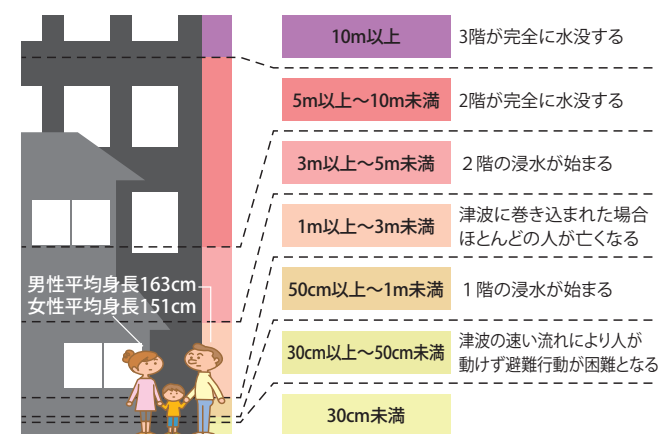 10m以上 3階が完全に水没する
5m以上～10m未満 2階が完全に水没する
3m以上～5m未満 2階の浸水が始まる
1m以上～3m未満 津波に巻き込まれた場合
ほとんどの人が亡くなる
男性平均身長163cm
女性平均身長151cm
50cm以上～1m未満 1階の浸水が始まる
30cm以上～50cm未満 津波の速い流れにより人が
動けず避難行動が困難となる
30cm未満